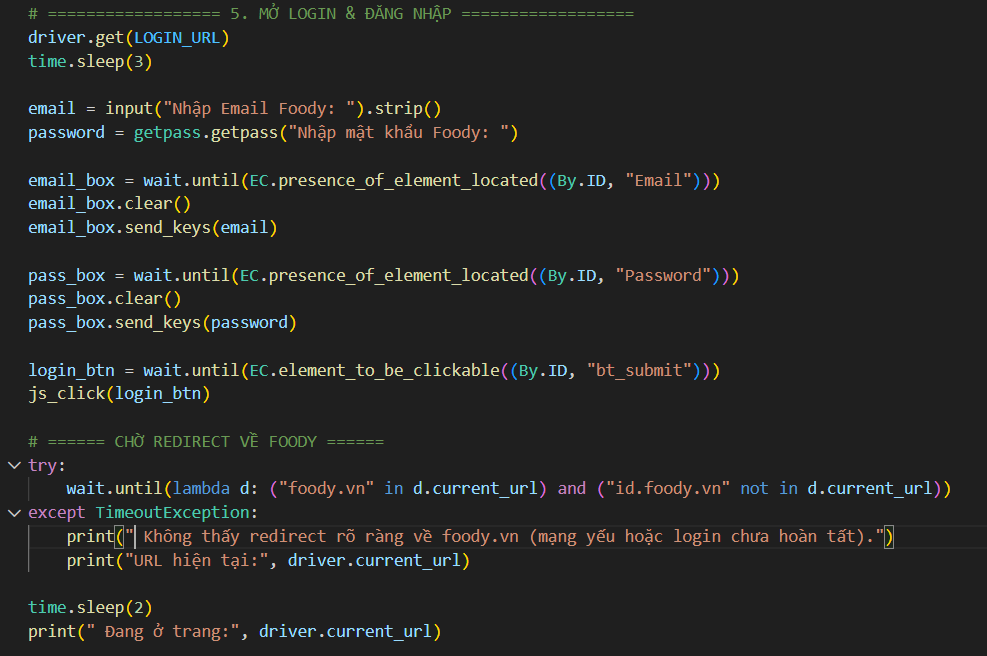 # ================== 5. MỞ LOGIN & ĐĂNG NHẬP ==================
driver.get(LOGIN_URL)
time.sleep(3)
email = input("Nhập Email Foody: ").strip()
password = getpass.getpass("Nhập mật khẩu Foody: ")
email_box = wait.until(EC.presence_of_element_located((By.ID, "Email")))
email_box.clear()
email_box.send_keys(email)
pass_box = wait.until(EC.presence_of_element_located((By.ID, "Password")))
pass_box.clear()
pass_box.send_keys(password)
login_btn = wait.until(EC.element_to_be_clickable((By.ID, "bt_submit")))
js_click(login_btn)
# ====== CHỜ REDIRECT VỀ FOODY ======
try:
    wait.until(lambda d: ("foody.vn" in d.current_url) and ("id.foody.vn" not in d.current_url))
except TimeoutException:
    print(" Không thấy redirect rõ ràng về foody.vn (mạng yếu hoặc login chưa hoàn tất).")
    print("URL hiện tại:", driver.current_url)
time.sleep(2)
print(" Đang ở trang:", driver.current_url)